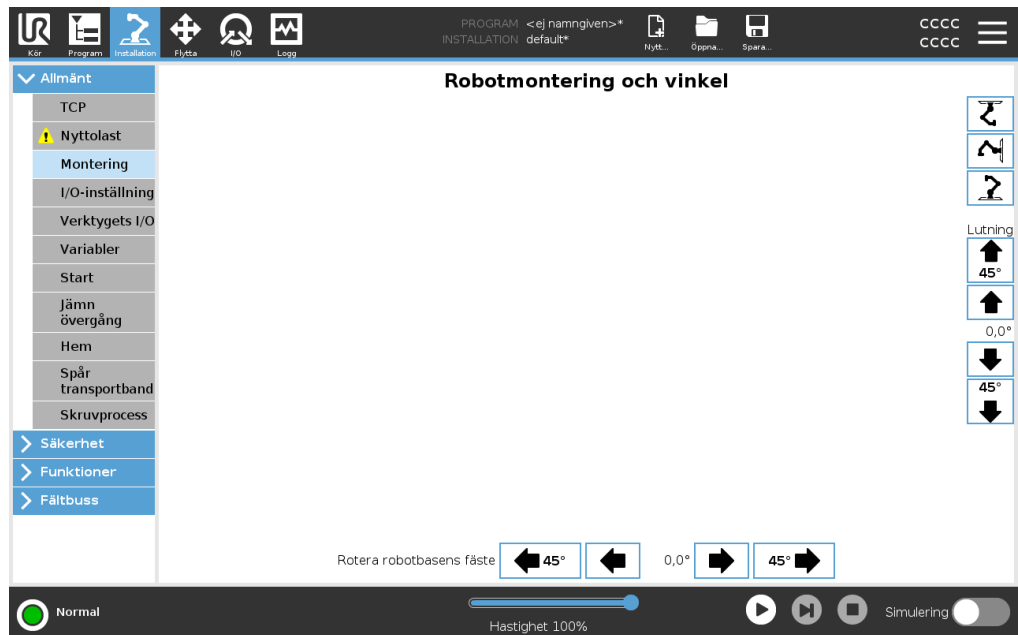 UR
Kör
Program
Installation
Flytta
I/O
Logg
PROGRAM <ej namngiven>*
INSTALLATION default*
Nytt...
Öppna...
Spara...
CCCC
CCCC
Allmänt
TCP
Nyttolast
Montering
I/O-inställning
Verktygets I/O
Variabler
Start
Jämn
övergång
Hem
Spår
transportband
Skruvprocess
Säkerhet
Funktioner
Fältbuss
Robotmontering och vinkel
Lutning
45°
0,0°
45°
Rotera robotbasens fäste 45° 0,0° 45°
Normal
Hastighet 100%
Simulering